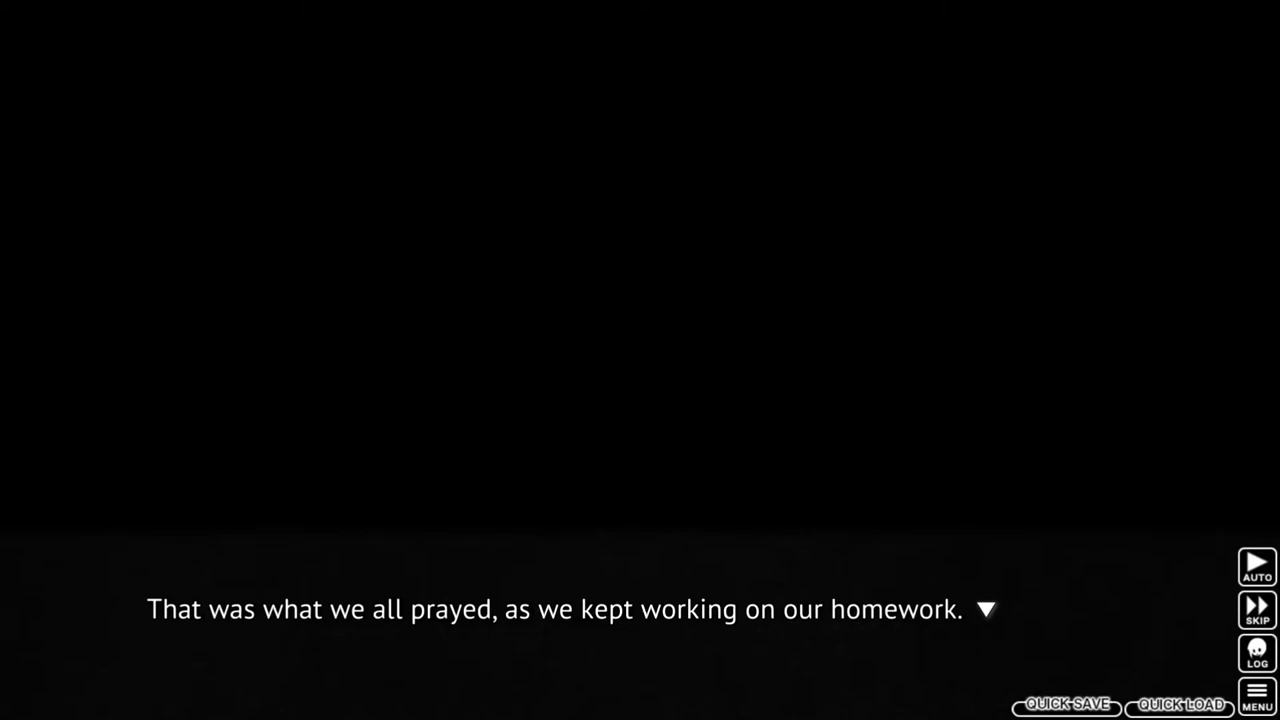 That was what we all prayed, as we kept working on our homework.
AUTO
SKIP
LOG
MENU
QUICK SAVE
QUICK LOAD